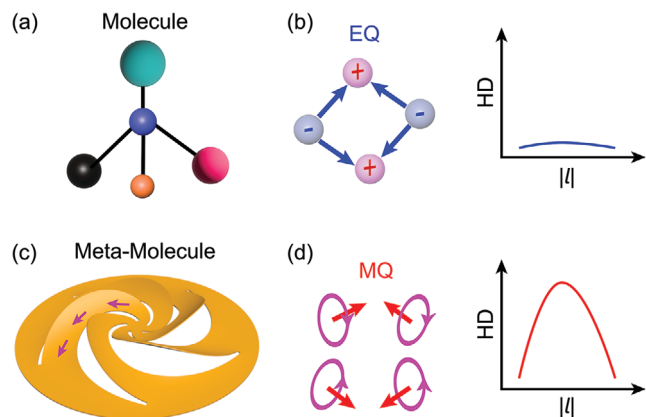 (a) Molecule
(b) EQ
+
-
-
+
HD
|l|
(c) Meta-Molecule
(d) MQ
HD
|l|